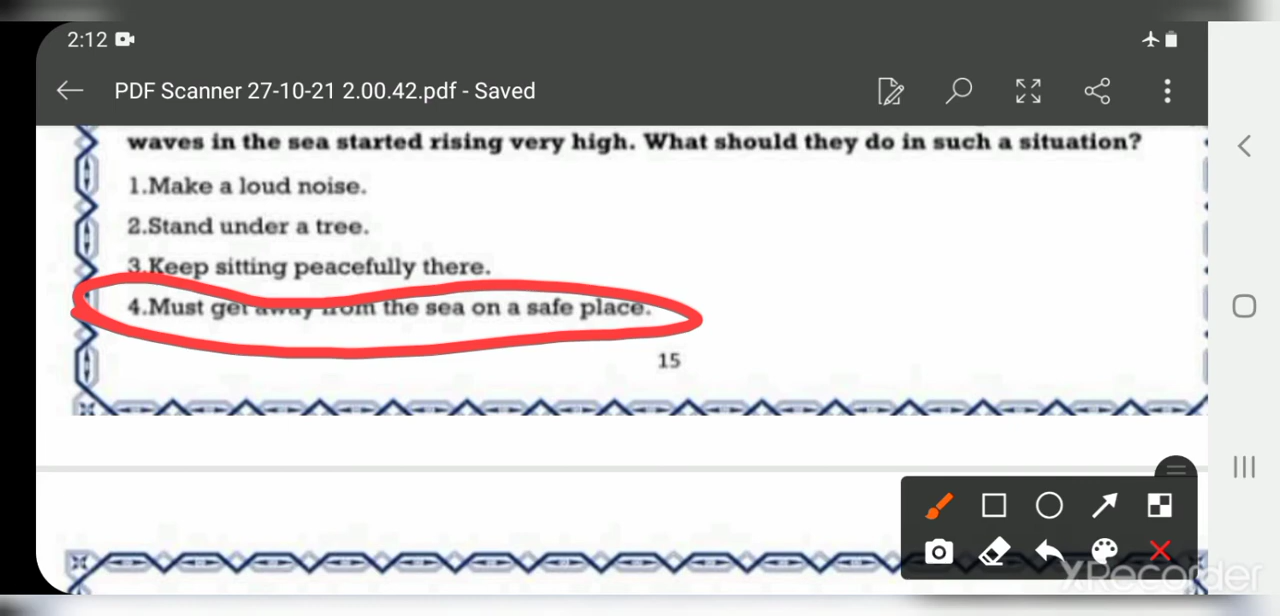 2:12
PDF Scanner 27-10-21 2.00.42.pdf - Saved
waves in the sea started rising very high. What should they do in such a situation?
1.Make a loud noise.
2.Stand under a tree.
3.Keep sitting peacefully there.
4.Must get away from the sea on a safe place.
15
XRecorder